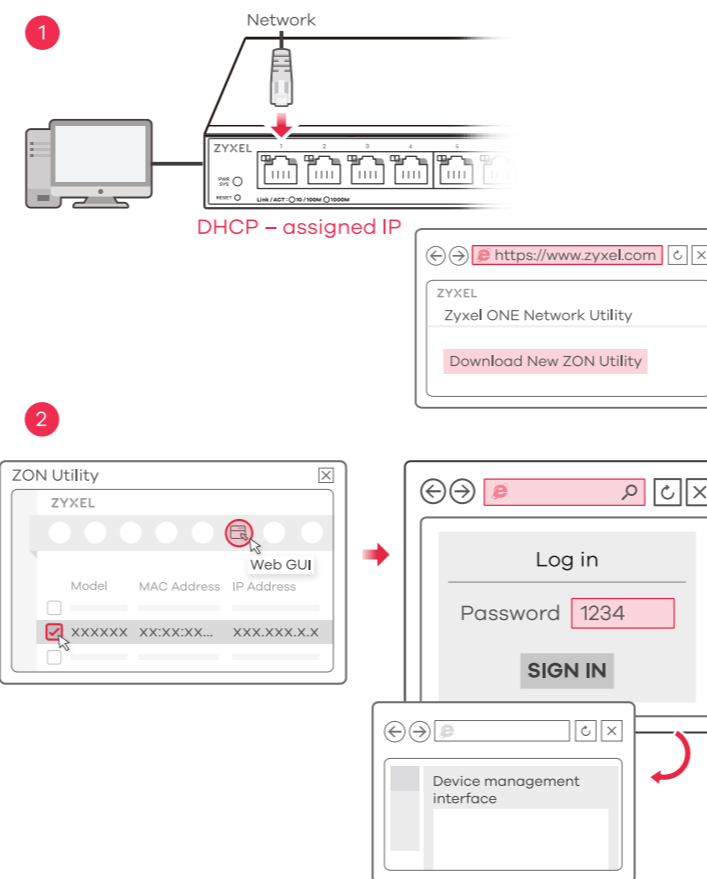 1
Network
ZYXEL
1 2 3 4 5
PWR
SYS
RESET
Link / ACT : 10 / 100M 1000M
DHCP – assigned IP
https://www.zyxel.com
ZYXEL
Zyxel ONE Network Utility
Download New ZON Utility
2
ZON Utility
ZYXEL
Web GUI
Model MAC Address IP Address
XXXXXX XX:XX:XX... XXX.XXX.X.X
Log in
Password 1234
SIGN IN
Device management
interface